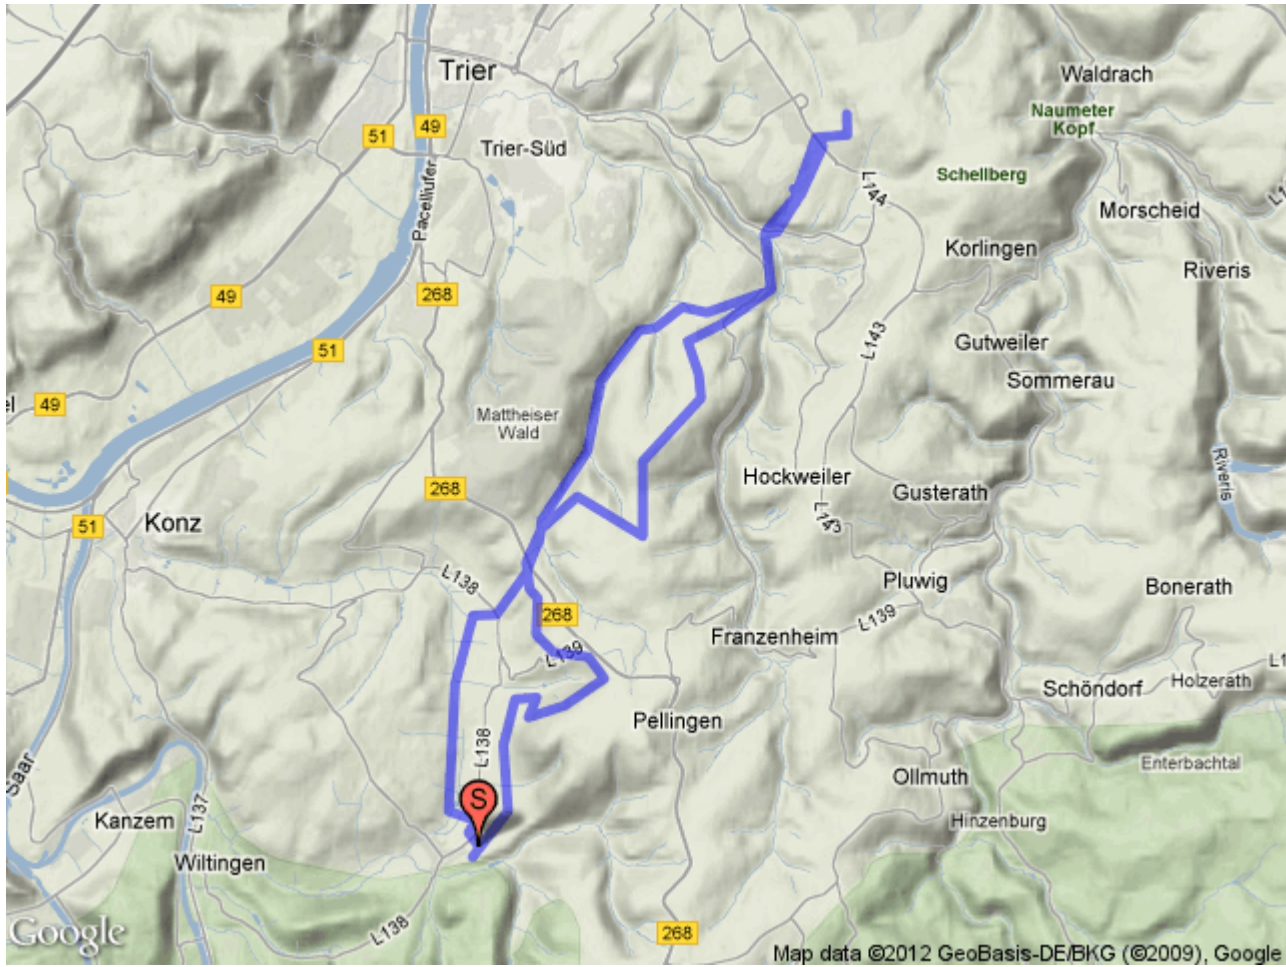 Waldrach
Trier
Naumeter
Kopf
49
51
Trier-Süd
Schellberg
L144
Pacelliufer
Morscheid
Korlingen
Riveris
268
49
L143
51
Gutweiler
Sommerau
49
Mattheiser
Wald
Riveris
Hockweiler
268
Gusterath
51
Konz
L143
L138
Pluwig
Bonerath
268
L139
Franzenheim
L139
Holzerath
Schöndorf
Pellingen
L138
Saar
Enterbachtal
Ollmuth
S
L137
Kanzem
Hinzenburg
Wiltingen
L138
268
Google
Map data ©2012 GeoBasis-DE/BKG (©2009), Google